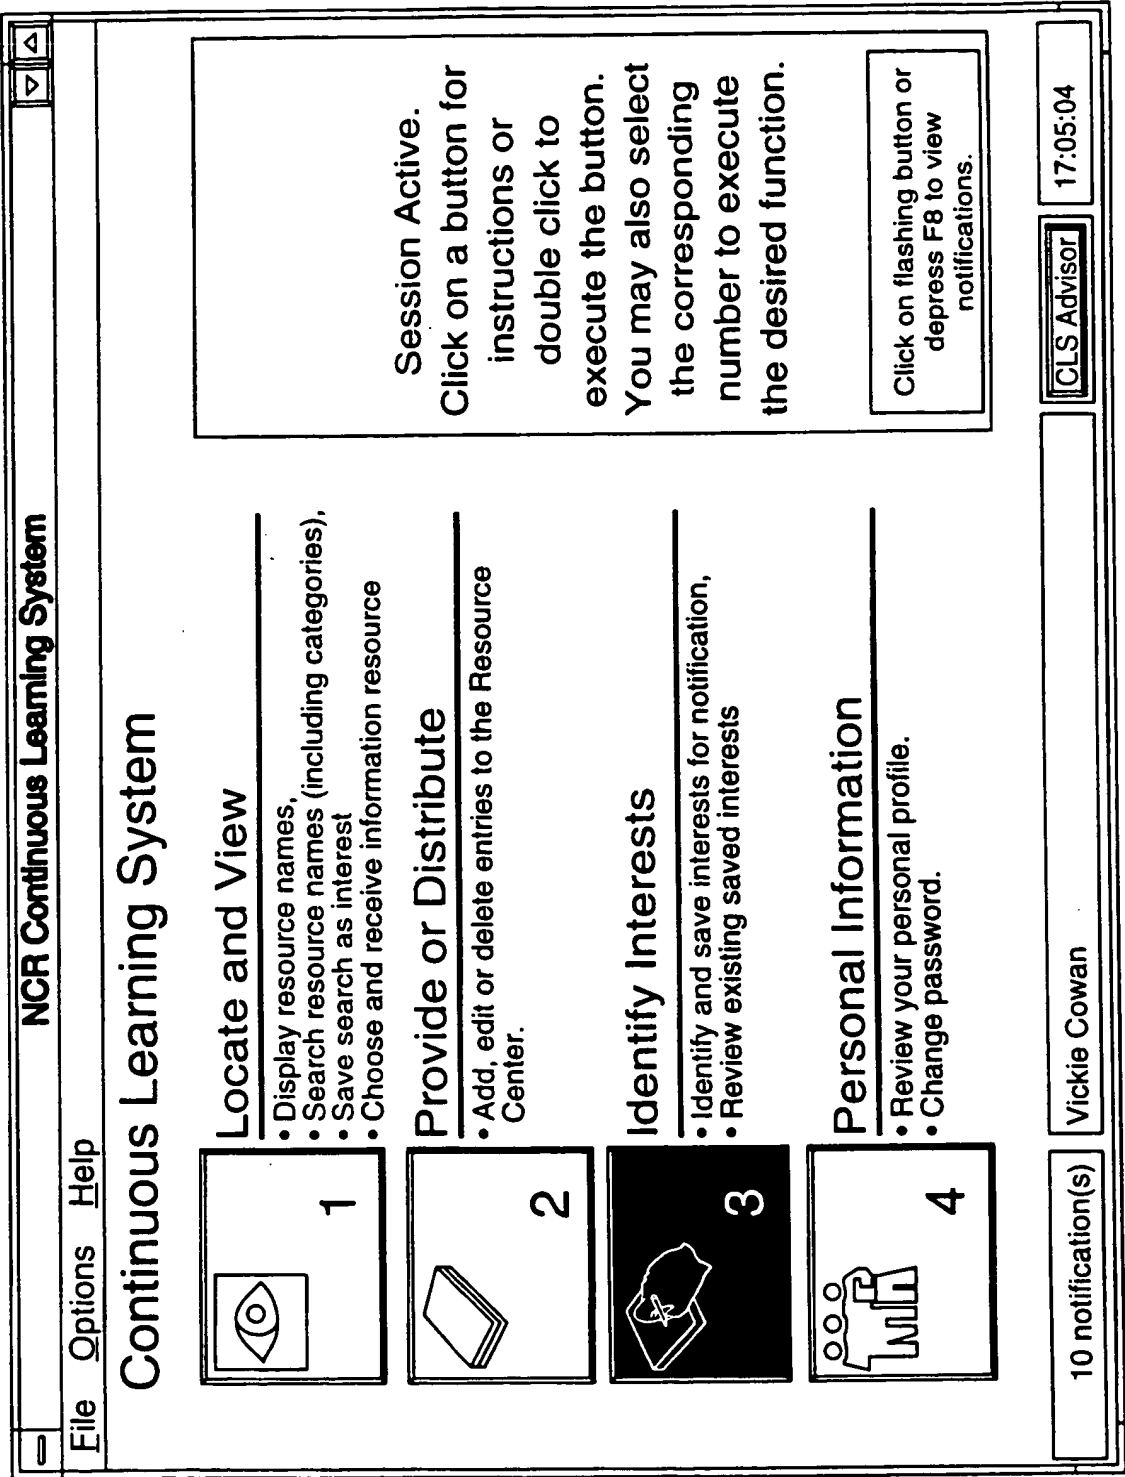 NCR Continuous Learning System
File Options Help
Continuous Learning System
1
Locate and View
• Display resource names,
• Search resource names (including categories),
• Save search as interest
• Choose and receive information resource
2
Provide or Distribute
• Add, edit or delete entries to the Resource
Center.
3
Identify Interests
• Identify and save interests for notification,
• Review existing saved interests
4
Personal Information
• Review your personal profile.
• Change password.
Session Active.
Click on a button for
instructions or
double click to
execute the button.
You may also select
the corresponding
number to execute
the desired function.
Click on flashing button or
depress F8 to view
notifications.
10 notification(s)
Vickie Cowan
CLS Advisor
17:05:04